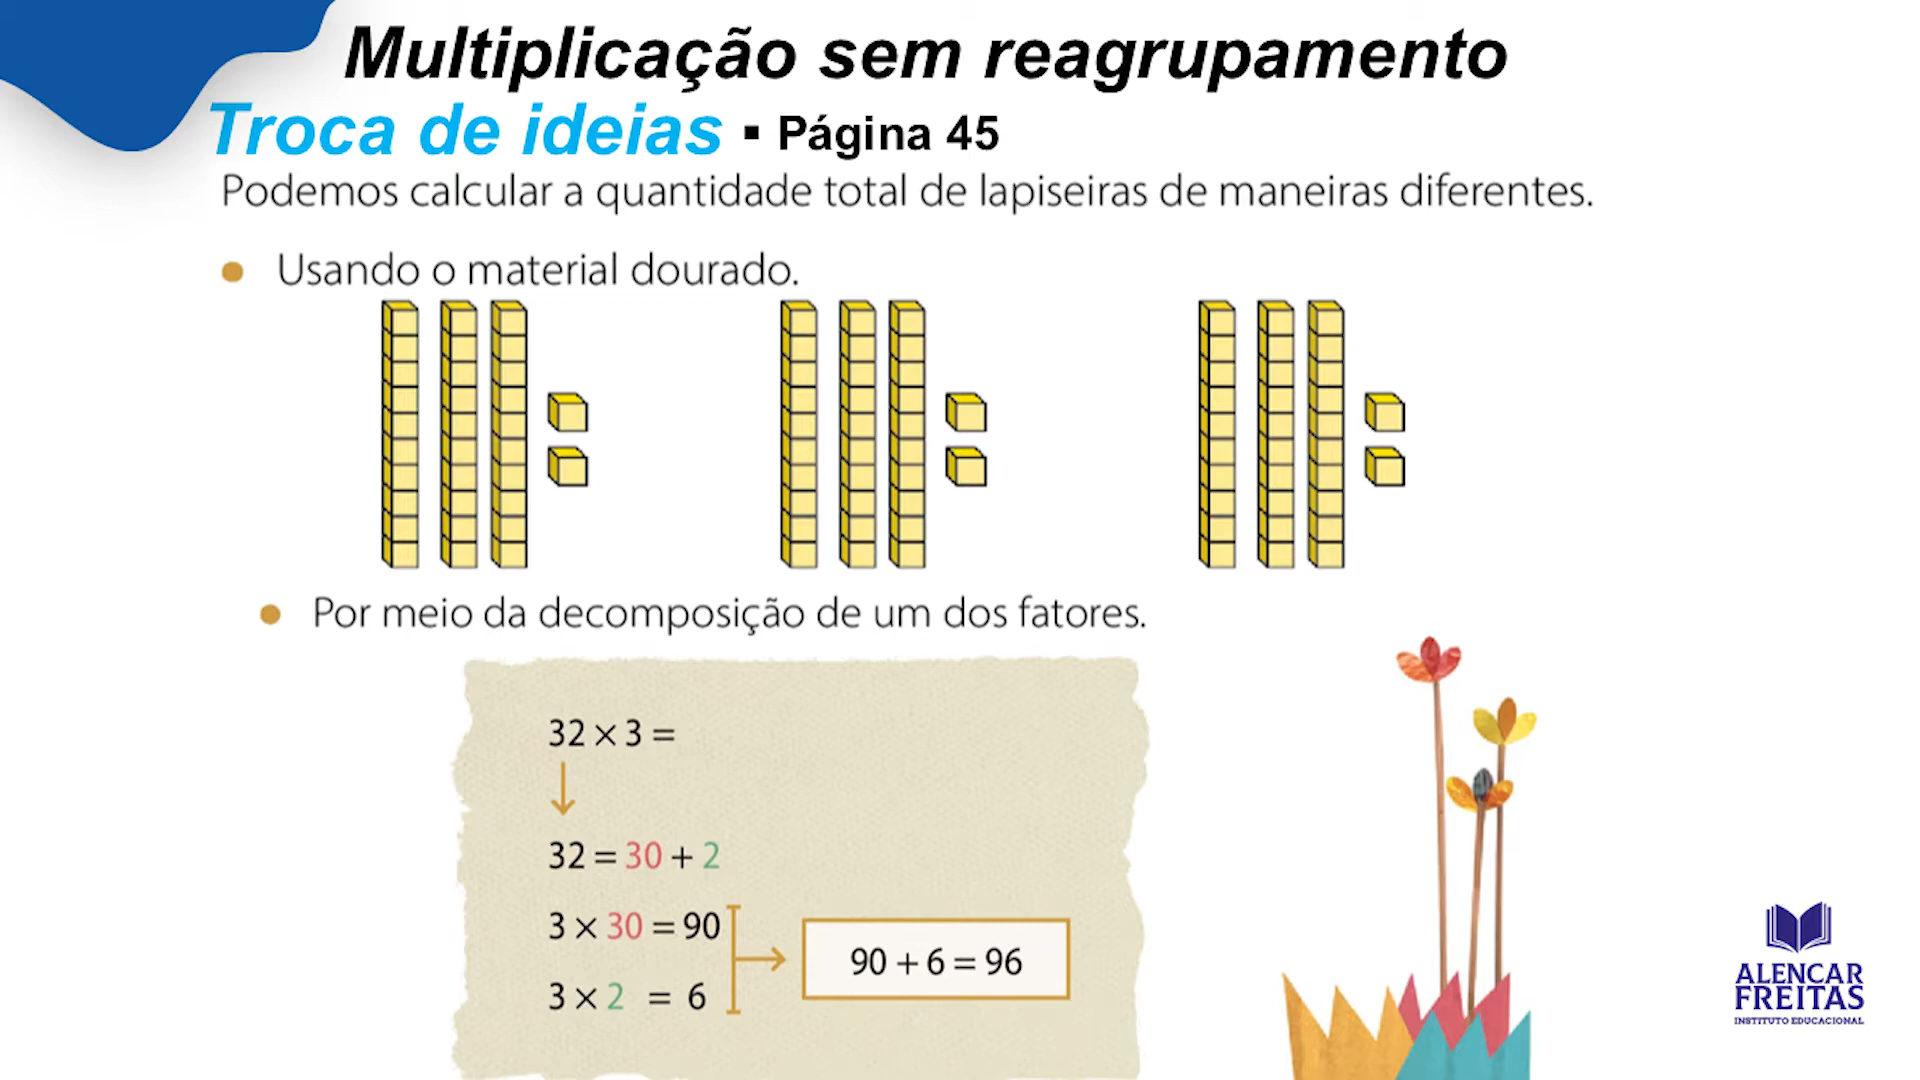 Multiplicação sem reagrupamento
Troca de ideias ▪ Página 45
Podemos calcular a quantidade total de lapiseiras de maneiras diferentes.
● Usando o material dourado.
● Por meio da decomposição de um dos fatores.
32 × 3 =
32 = 30 + 2
3 × 30 = 90
90 + 6 = 96
3 × 2 = 6
ALENCAR
FREITAS
INSTITUTO EDUCACIONAL